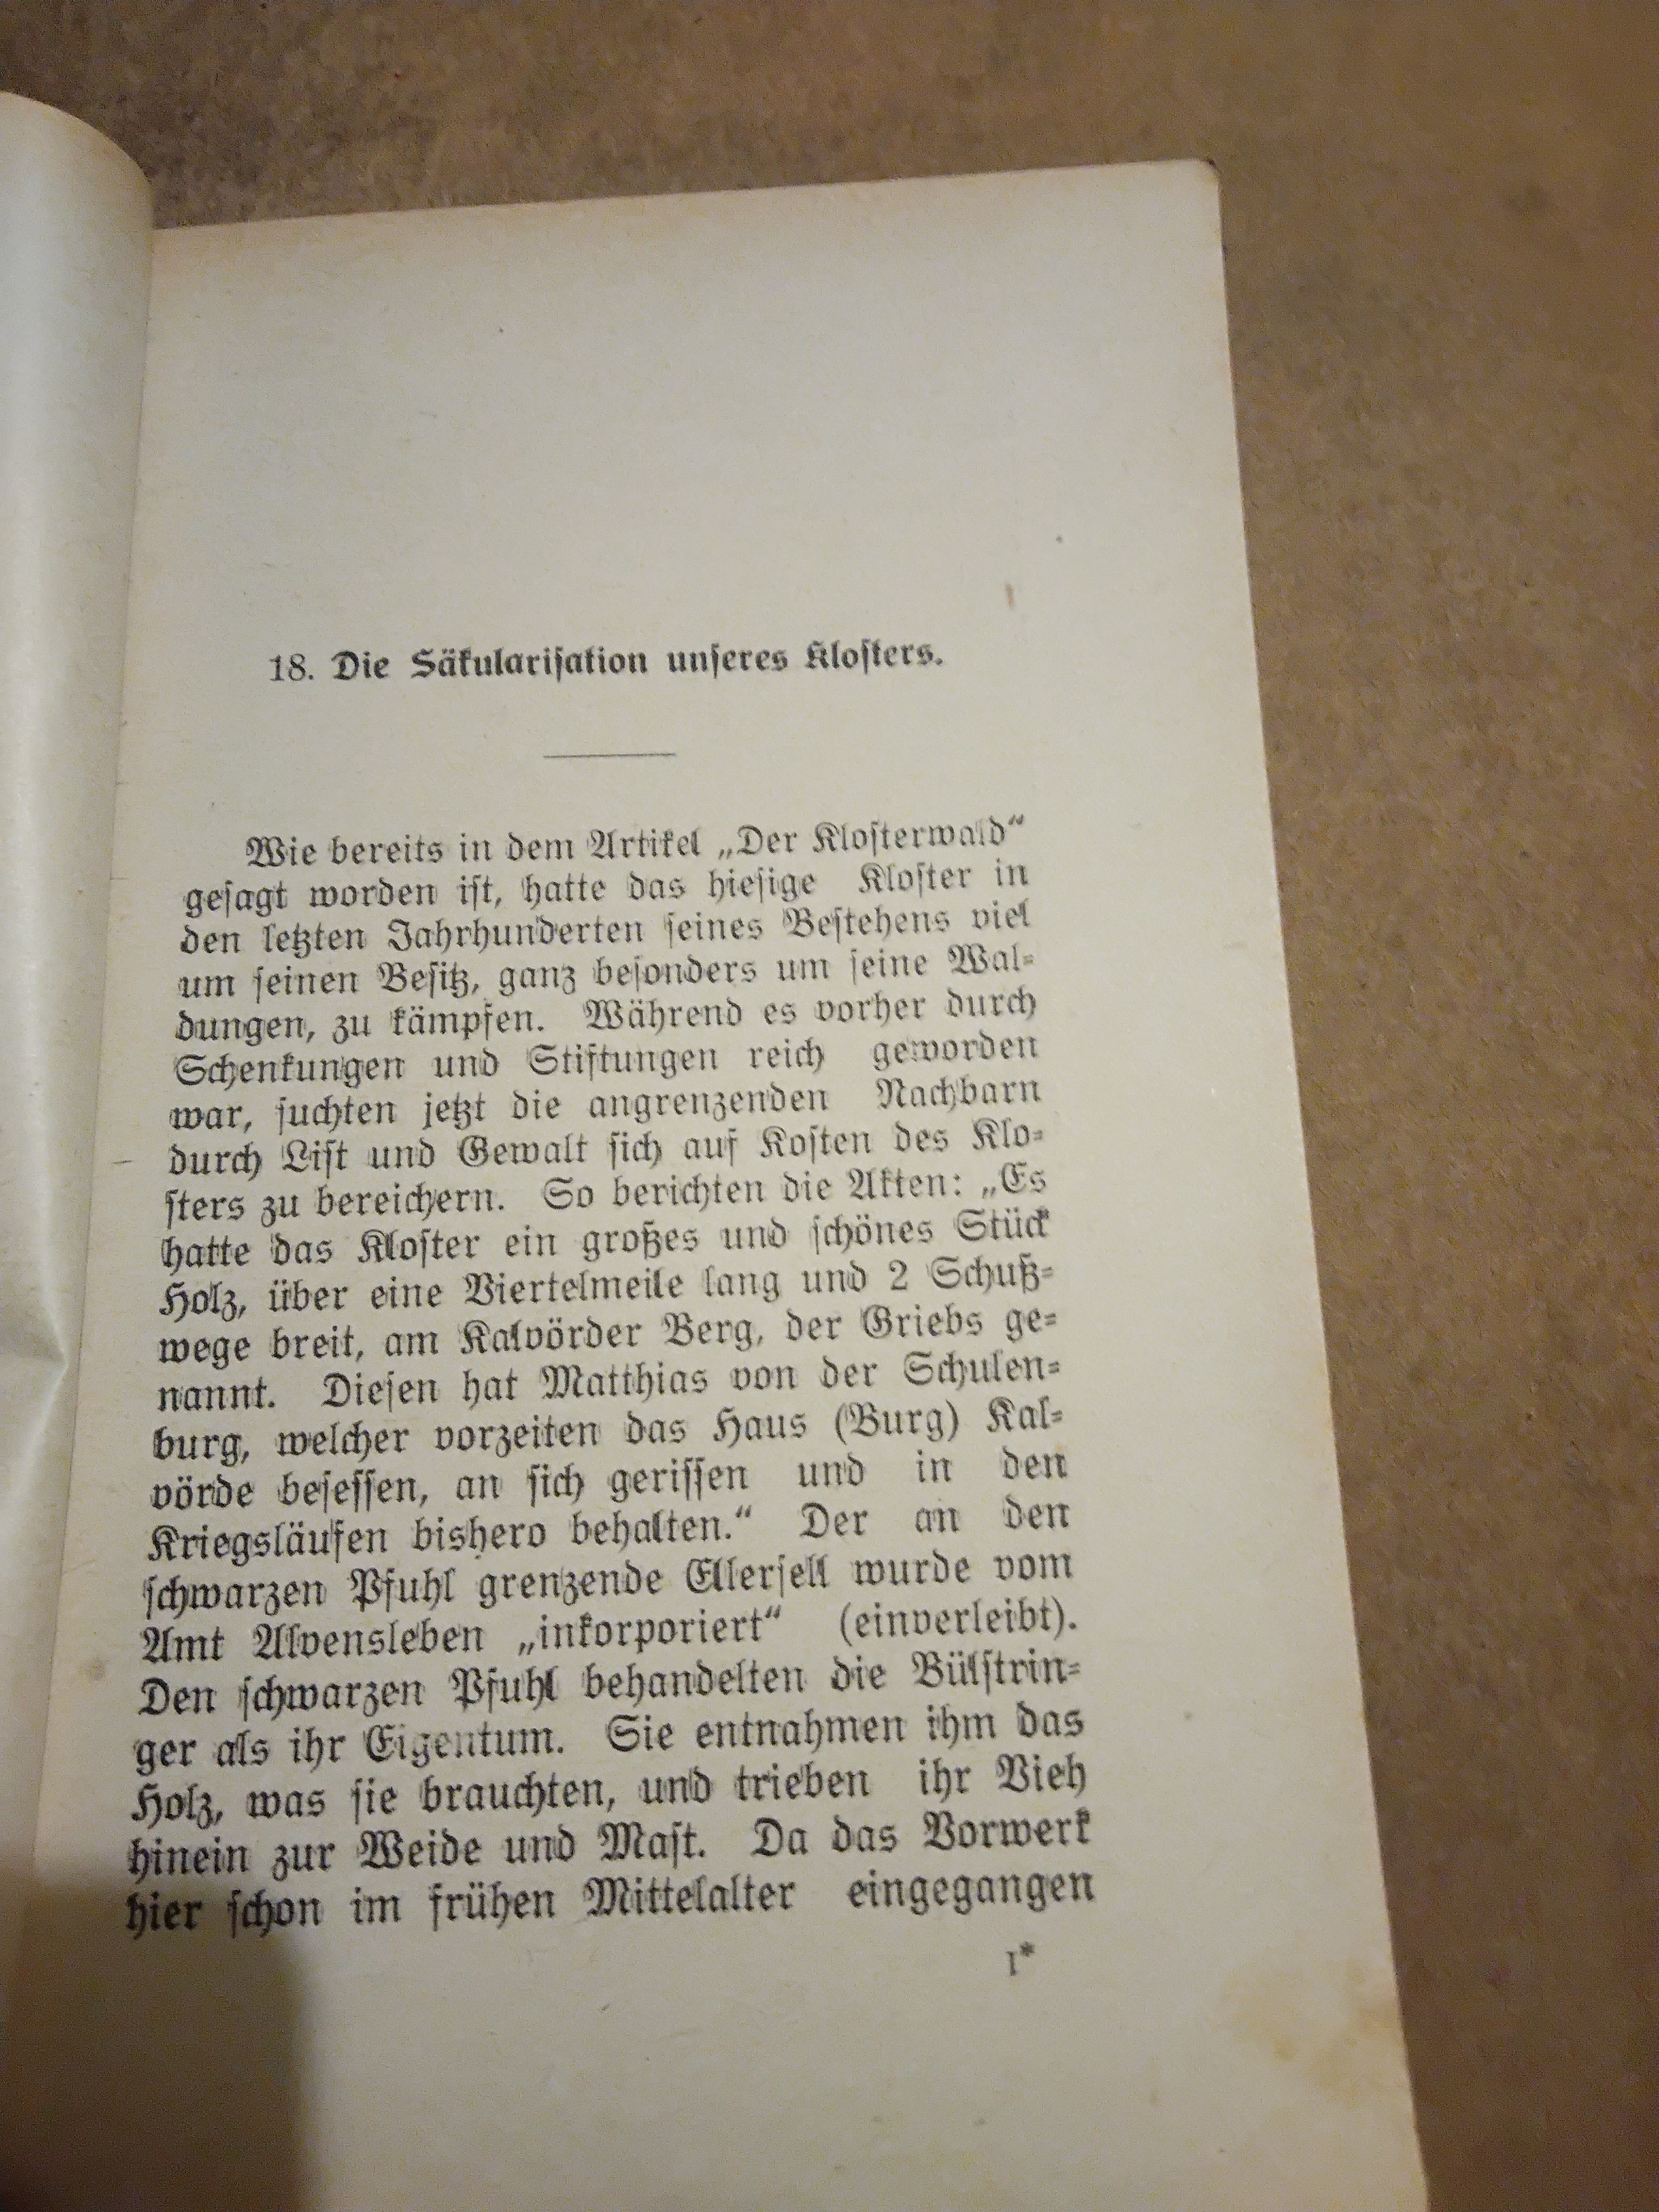 18. Die Säkularisation unseres Klosters.
Wie bereits in dem Artikel „Der Klosterwald“
gesagt worden ist, hatte das hiesige Kloster in
den letzten Jahrhunderten seines Bestehens viel
um seinen Besitz, ganz besonders um seine Wal-
dungen, zu kämpfen. Während es vorher durch
Schenkungen und Stiftungen reich geworden
war, suchten jetzt die angrenzenden Nachbarn
durch List und Gewalt sich auf Kosten des Klo-
sters zu bereichern. So berichten die Akten: „Es
hatte das Kloster ein großes und schönes Stück
Holz, über eine Viertelmeile lang und 2 Schuß-
wege breit, am Kalvörder Berg, der Griebs ge-
nannt. Diesen hat Matthias von der Schulen-
burg, welcher vorzeiten das Haus (Burg) Kal-
vörde besessen, an sich gerissen und in den
Kriegsläufen bishero behalten.“ Der an den
schwarzen Pfuhl grenzende Ellersell wurde vom
Amt Alvensleben „inkorporiert“ (einverleibt).
Den schwarzen Pfuhl behandelten die Bülstrin-
ger als ihr Eigentum. Sie entnahmen ihm das
Holz, was sie brauchten, und trieben ihr Vieh
hinein zur Weide und Mast. Da das Vorwerk
hier schon im frühen Mittelalter eingegangen
1*